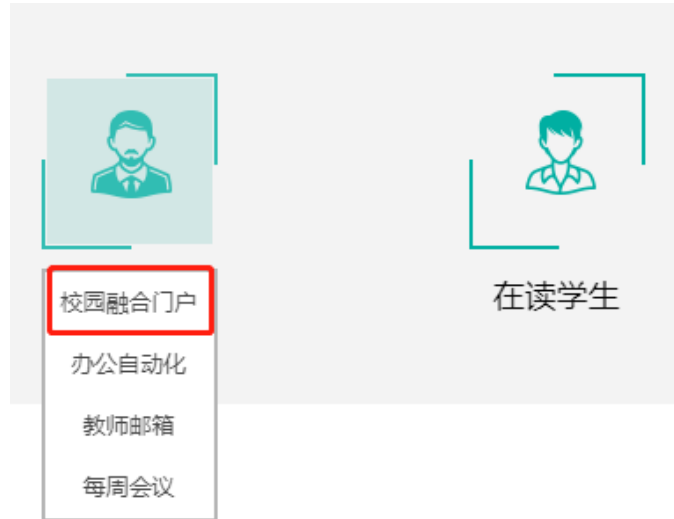 校园融合门户
在读学生
办公自动化
教师邮箱
每周会议